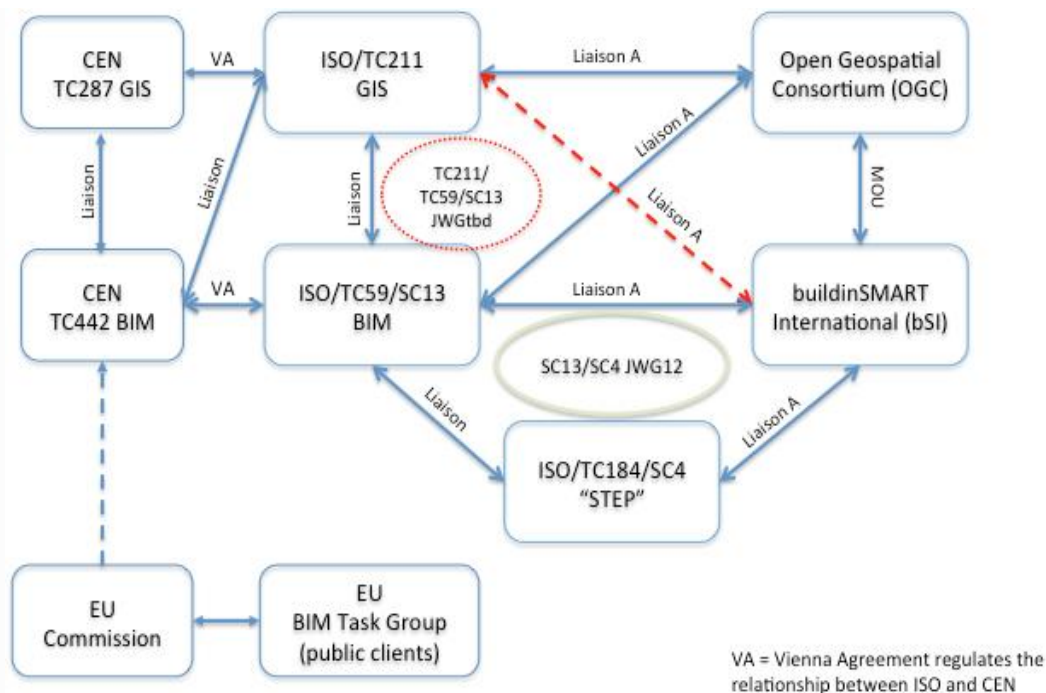 CEN
TC287 GIS
VA
ISO/TC211
GIS
Liaison A
Open Geospatial
Consortium (OGC)
Liaison
Liaison
Liaison
TC211/
TC59/SC13
JWGtbd
Liaison A
Liaison A
MOU
CEN
TC442 BIM
VA
ISO/TC59/SC13
BIM
Liaison A
buildinSMART
International (bSI)
SC13/SC4 JWG12
Liaison
Liaison A
ISO/TC184/SC4
“STEP”
EU
Commission
EU
BIM Task Group
(public clients)
VA = Vienna Agreement regulates the
relationship between ISO and CEN